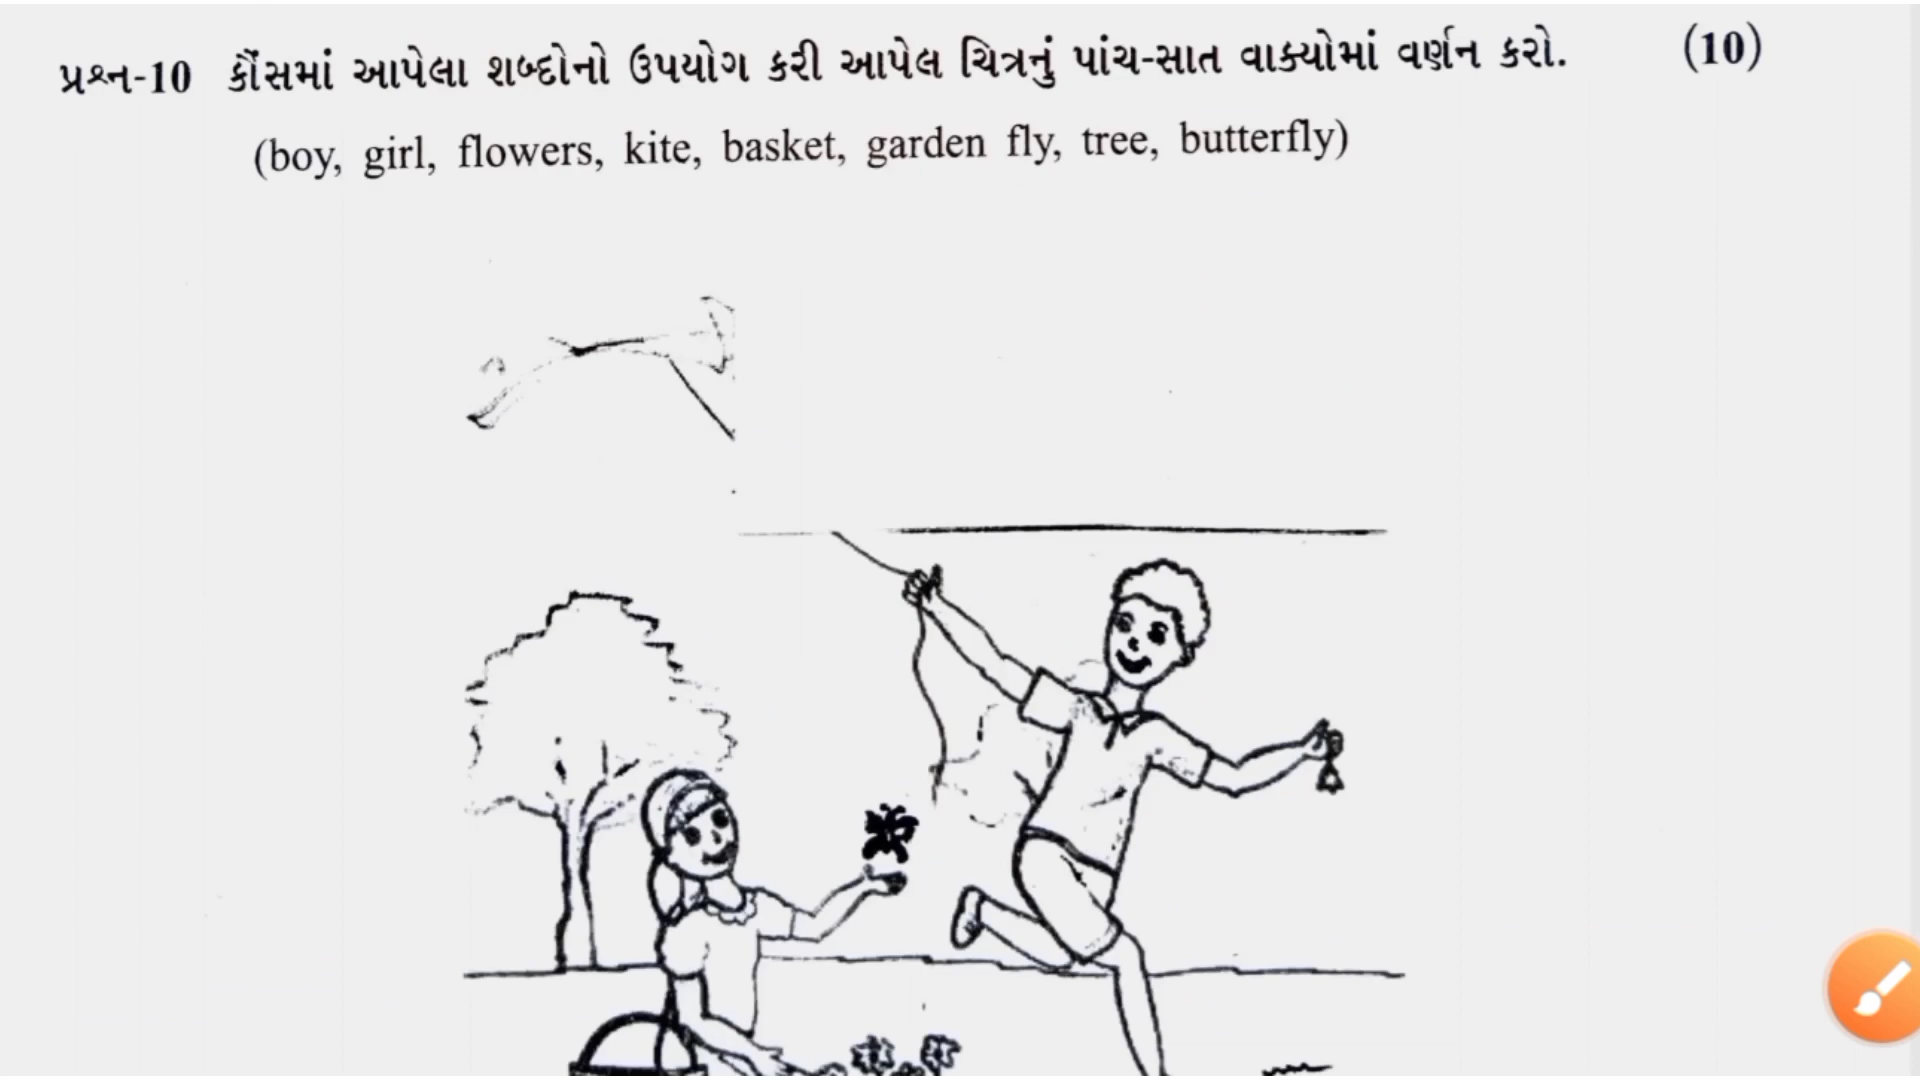 પ્રશ્ન-10 કૌંસમાં આપેલા શબ્દોનો ઉપયોગ કરી આપેલ ચિત્રનું પાંચ-સાત વાક્યોમાં વર્ણન કરો. (10)
(boy, girl, flowers, kite, basket, garden fly, tree, butterfly)